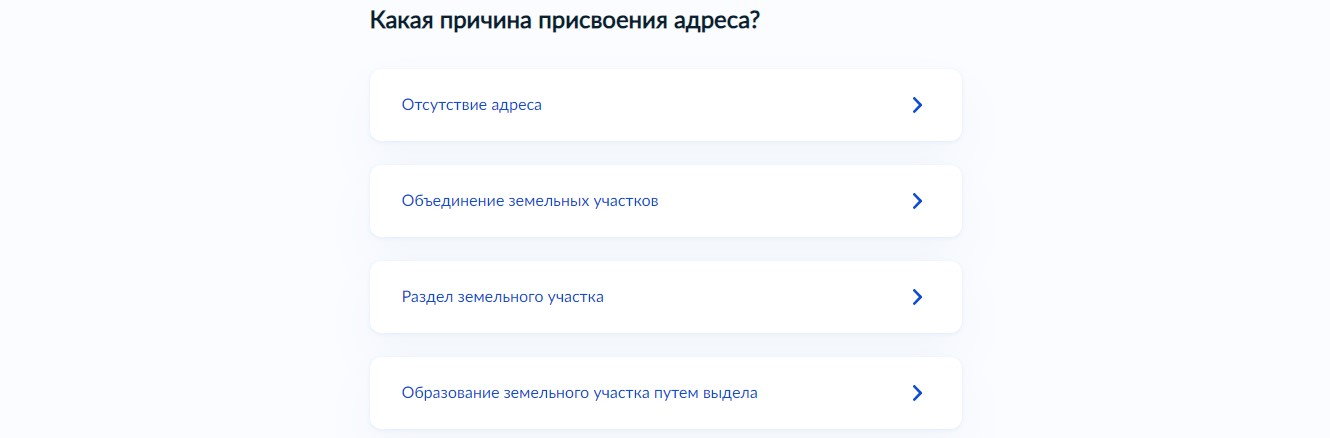 Какая причина присвоения адреса?
Отсутствие адреса
Объединение земельных участков
Раздел земельного участка
Образование земельного участка путем выдела